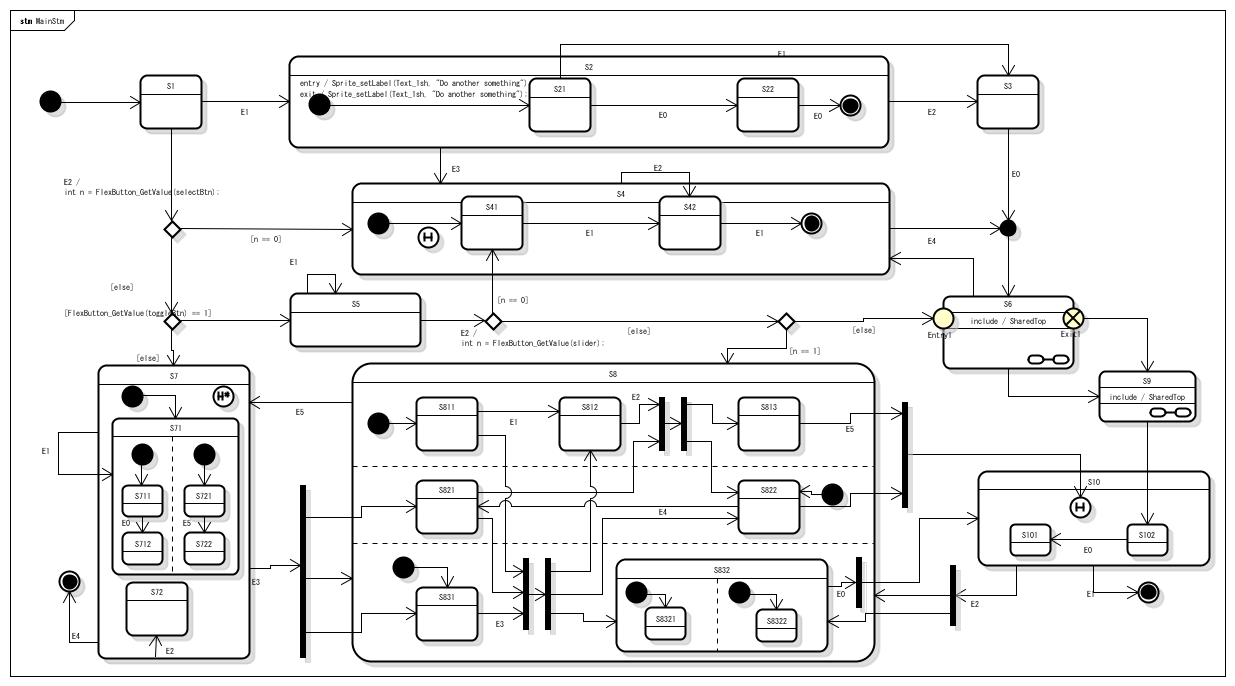 stm MainStm
E1
S2
S1
entry / Sprite_setLabel(Text_1sh, "Do another something")
exit / Sprite_setLabel(Text_1sh, "Do another something");
S21
S22
S3
E1
E0
E0
E2
E3
E2
E0
E2 /
int n = FlexButton_GetValue(selectBtn);
S4
S41
S42
H
E1
E1
E4
[n == 0]
E1
[else]
S5
[n == 0]
S6
[FlexButton_GetValue(toggleBtn) == 1]
include / SharedTop
E2 /
int n = FlexButton_GetValue(slider);
[else]
[else]
Entry1
Exit1
[else]
[n == 1]
S7
S8
S9
H*
include / SharedTop
E5
S811
S812
E2
S813
E1
E5
S71
E1
S10
S711
S721
S821
S822
H
E0
E5
E4
S712
S722
S101
S102
E0
S832
E3
E4
S72
S831
E0
E1
E2
S8321
S8322
E3
E2